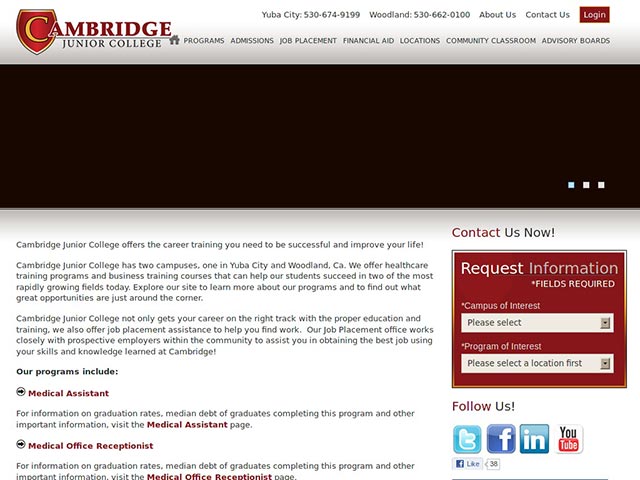 CAMBRIDGE
JUNIOR COLLEGE
Yuba City: 530-674-9199 Woodland: 530-662-0100 About Us Contact Us Login
PROGRAMS ADMISSIONS JOB PLACEMENT FINANCIAL AID LOCATIONS COMMUNITY CLASSROOM ADVISORY BOARDS
Cambridge Junior College offers the career training you need to be successful and improve your life!
Cambridge Junior College has two campuses, one in Yuba City and Woodland, Ca. We offer healthcare
training programs and business training courses that can help our students succeed in two of the most
rapidly growing fields today. Explore our site to learn more about our programs and to find out what
great opportunities are just around the corner.
Cambridge Junior College not only gets your career on the right track with the proper education and
training, we also offer job placement assistance to help you find work. Our Job Placement office works
closely with prospective employers within the community to assist you in obtaining the best job using
your skills and knowledge learned at Cambridge!
Our programs include:
Medical Assistant
For information on graduation rates, median debt of graduates completing this program and other
important information, visit the Medical Assistant page.
Medical Office Receptionist
For information on graduation rates, median debt of graduates completing this program and other
important information, visit the Medical Office Receptionist page.
Contact Us Now!
Request Information
*FIELDS REQUIRED
*Campus of Interest
Please select
*Program of Interest
Please select a location first
Follow Us!
t f in You Tube
Like 38